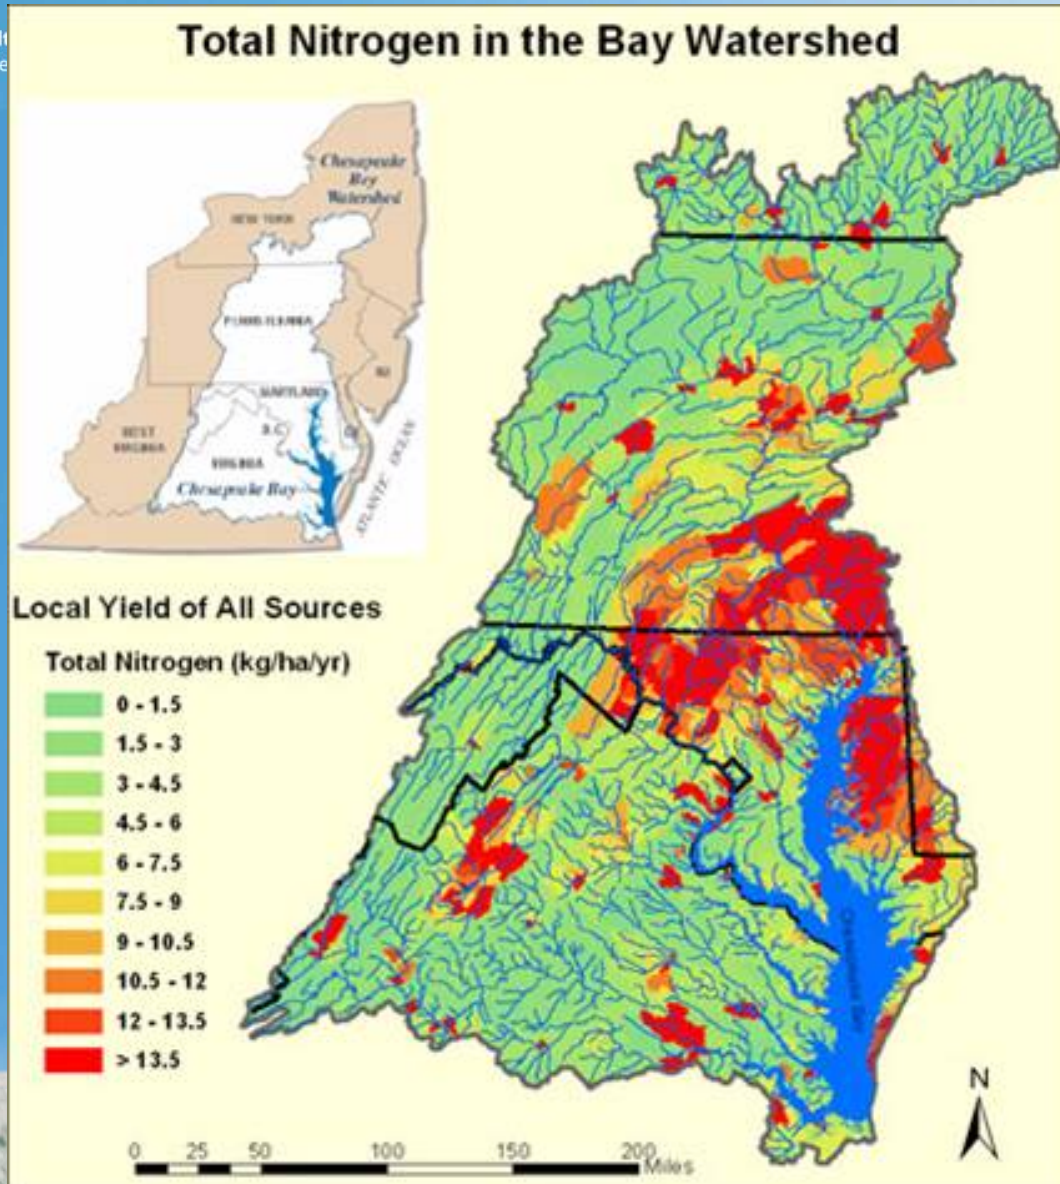 Total Nitrogen in the Bay Watershed
Chesapeake
Bay
Watershed
NEW YORK
PENNSYLVANIA
NJ
MARYLAND
WEST
VIRGINIA
D.C
VIRGINIA
Chesapeake Bay
ATLANTIC OCEAN
Local Yield of All Sources
Total Nitrogen (kg/ha/yr)
0 - 1.5
1.5 - 3
3 - 4.5
4.5 - 6
6 - 7.5
7.5 - 9
9 - 10.5
10.5 - 12
12 - 13.5
> 13.5
Chesapeake Bay
N
0 25 50 100 150 200
Miles